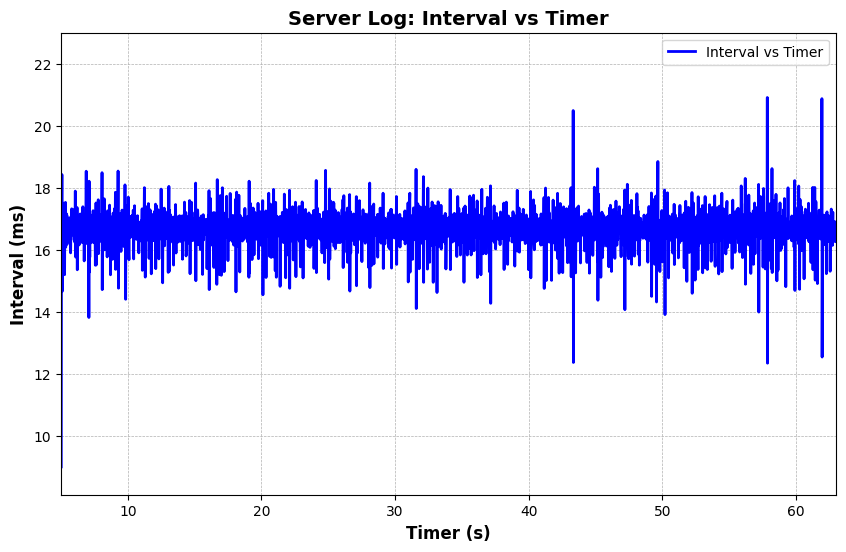 Server Log: Interval vs Timer
Interval vs Timer
22
20
18
16
14
12
10
Interval (ms)
10 20 30 40 50 60
Timer (s)